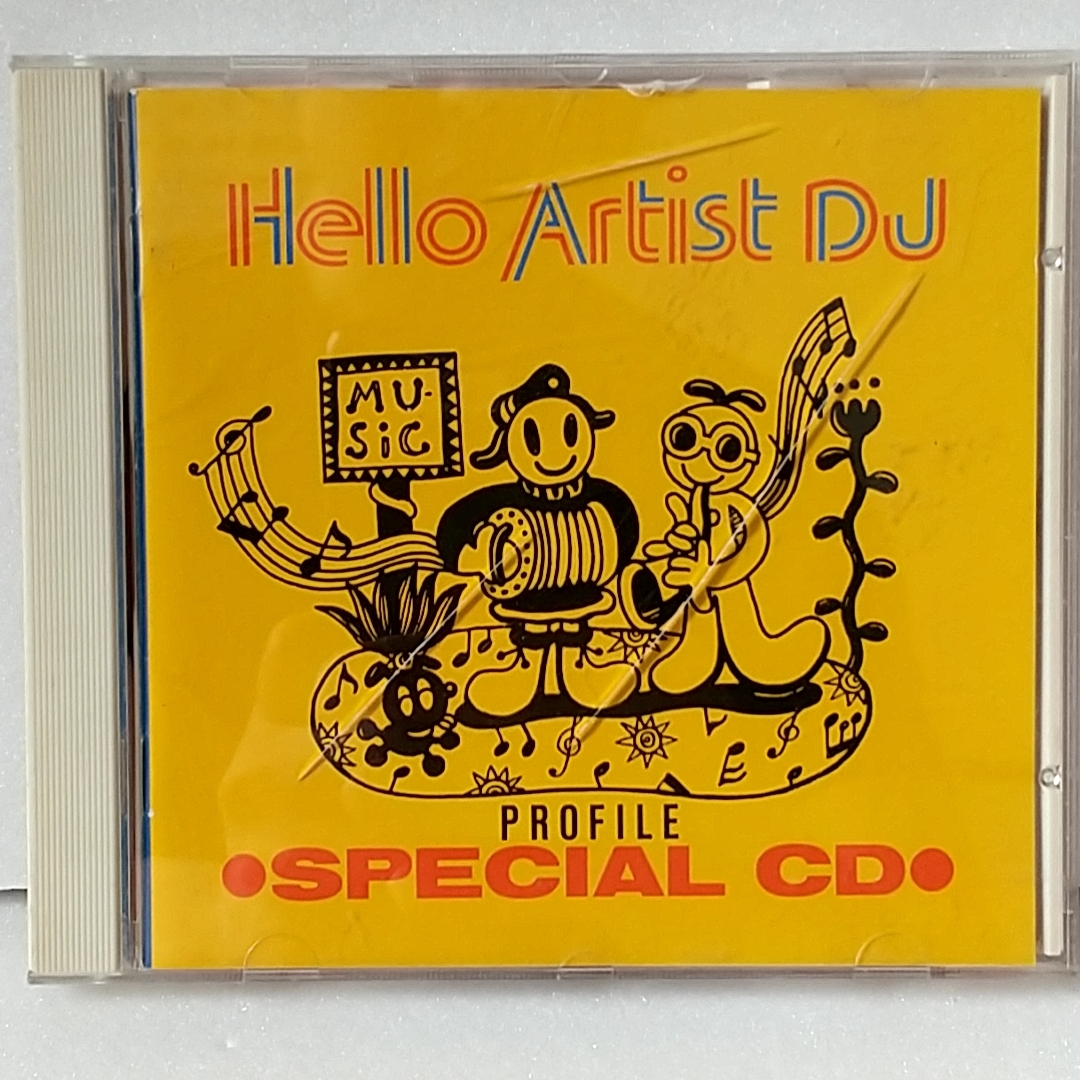 Hello Artist DJ
MU-
SiC
PROFILE
•SPECIAL CD•